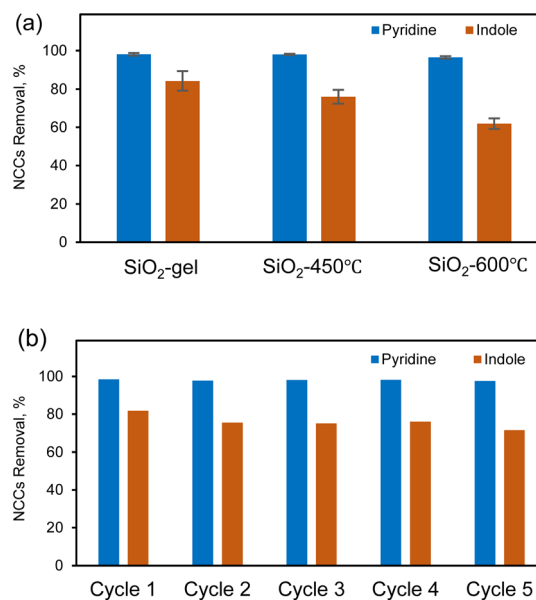 (a)
Pyridine Indole
NCCs Removal, %
100
80
60
40
20
0
SiO₂-gel SiO₂-450℃ SiO₂-600℃
(b)
Pyridine Indole
NCCs Removal, %
100
80
60
40
20
0
Cycle 1 Cycle 2 Cycle 3 Cycle 4 Cycle 5